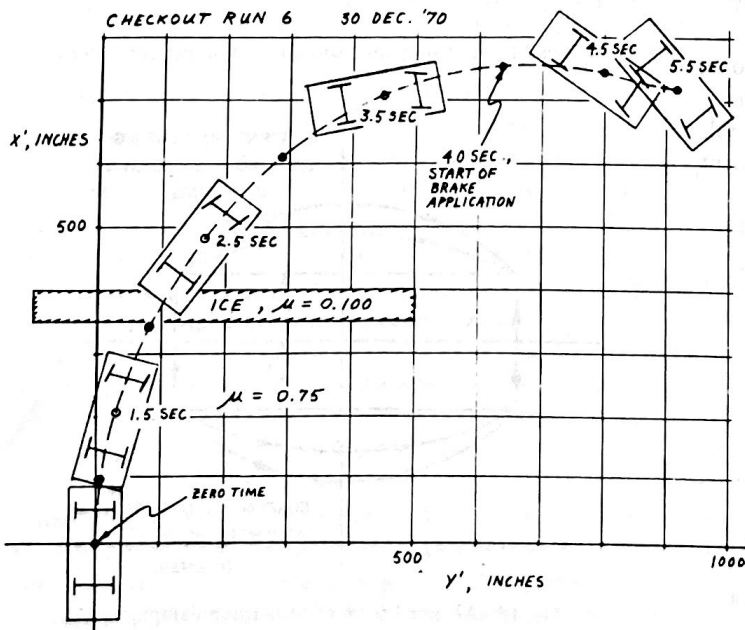 CHECKOUT RUN 6 30 DEC. '70
4.5 SEC
5.5 SEC
3.5 SEC
X', INCHES
4.0 SEC.,
START OF
BRAKE
APPLICATION
500
2.5 SEC
ICE, μ = 0.100
μ = 0.75
1.5 SEC
ZERO TIME
500
1000
Y', INCHES